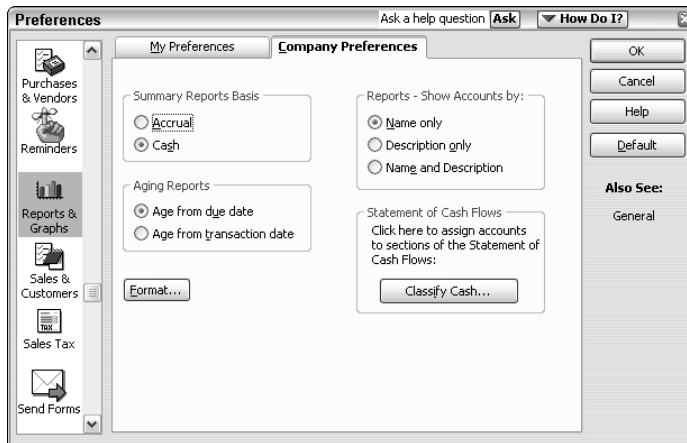 Preferences
Ask a help question Ask How Do I?
Purchases
& Vendors
Reminders
Reports &
Graphs
Sales &
Customers
TAX
Sales Tax
Send Forms
My Preferences
Company Preferences
Summary Reports Basis
Accrual
Cash
Aging Reports
Age from due date
Age from transaction date
Format...
Reports - Show Accounts by:
Name only
Description only
Name and Description
Statement of Cash Flows
Click here to assign accounts
to sections of the Statement of
Cash Flows:
Classify Cash...
OK
Cancel
Help
Default
Also See:
General